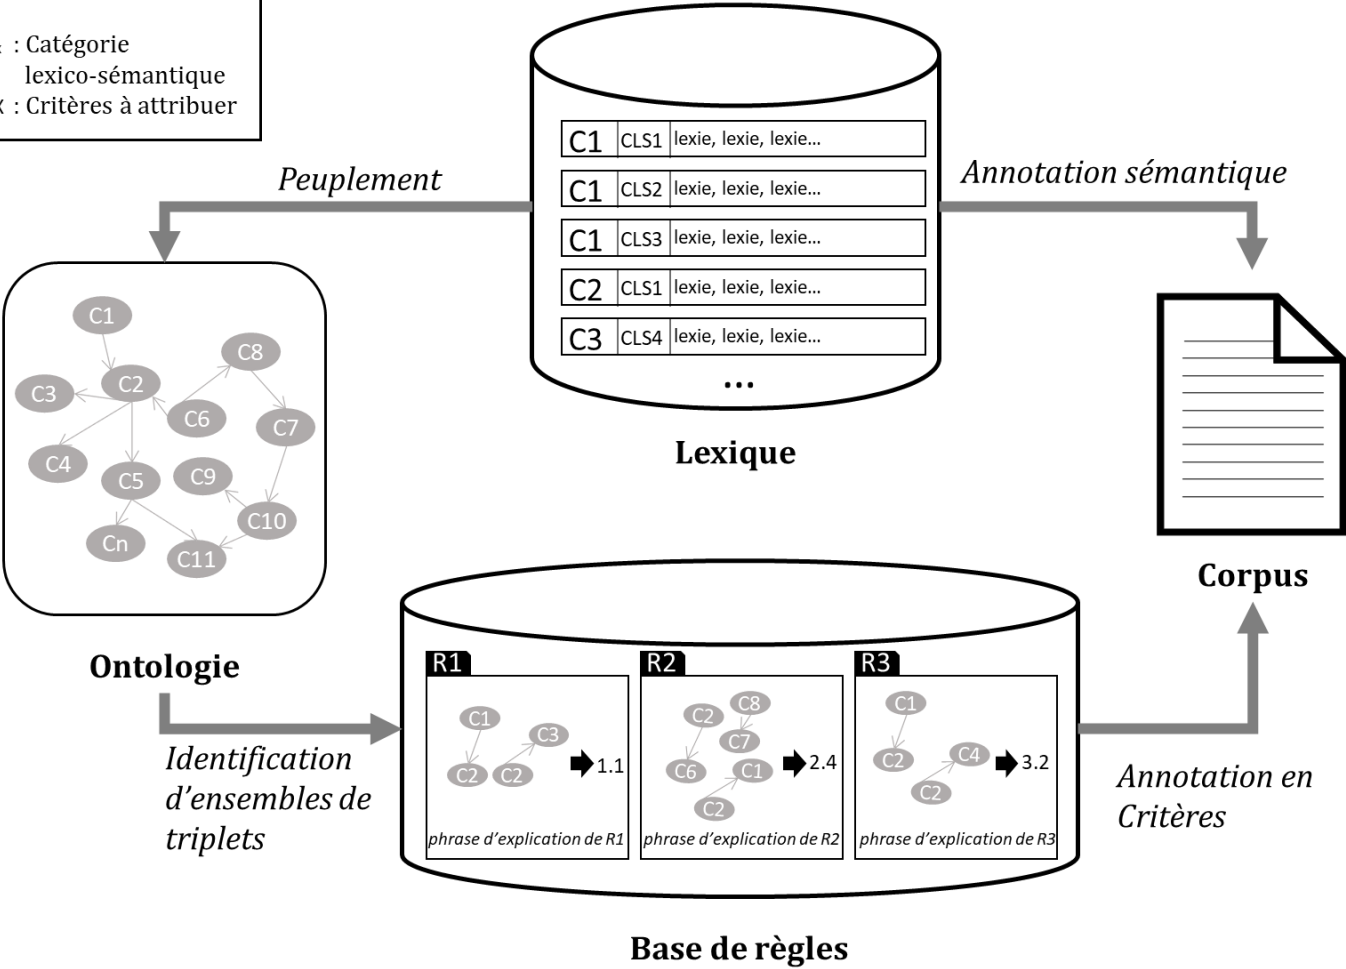 : Catégorie
lexico-sémantique
: Critères à attribuer
Peuplement
Annotation sémantique
C1 CLS1 lexie, lexie, lexie...
C1 CLS2 lexie, lexie, lexie...
C1 CLS3 lexie, lexie, lexie...
C2 CLS1 lexie, lexie, lexie...
C3 CLS4 lexie, lexie, lexie...
...
Lexique
C1
C8
C2
C3
C6
C7
C4
C5
C9
C10
Cn
C11
Ontologie
Corpus
Identification
d'ensembles de
triplets
R1
C1
C3
C2
C2
1.1
phrase d'explication de R1
R2
C8
C2
C7
C6
C1
C2
2.4
phrase d'explication de R2
R3
C1
C4
C2
C2
3.2
phrase d'explication de R3
Annotation en
Critères
Base de règles